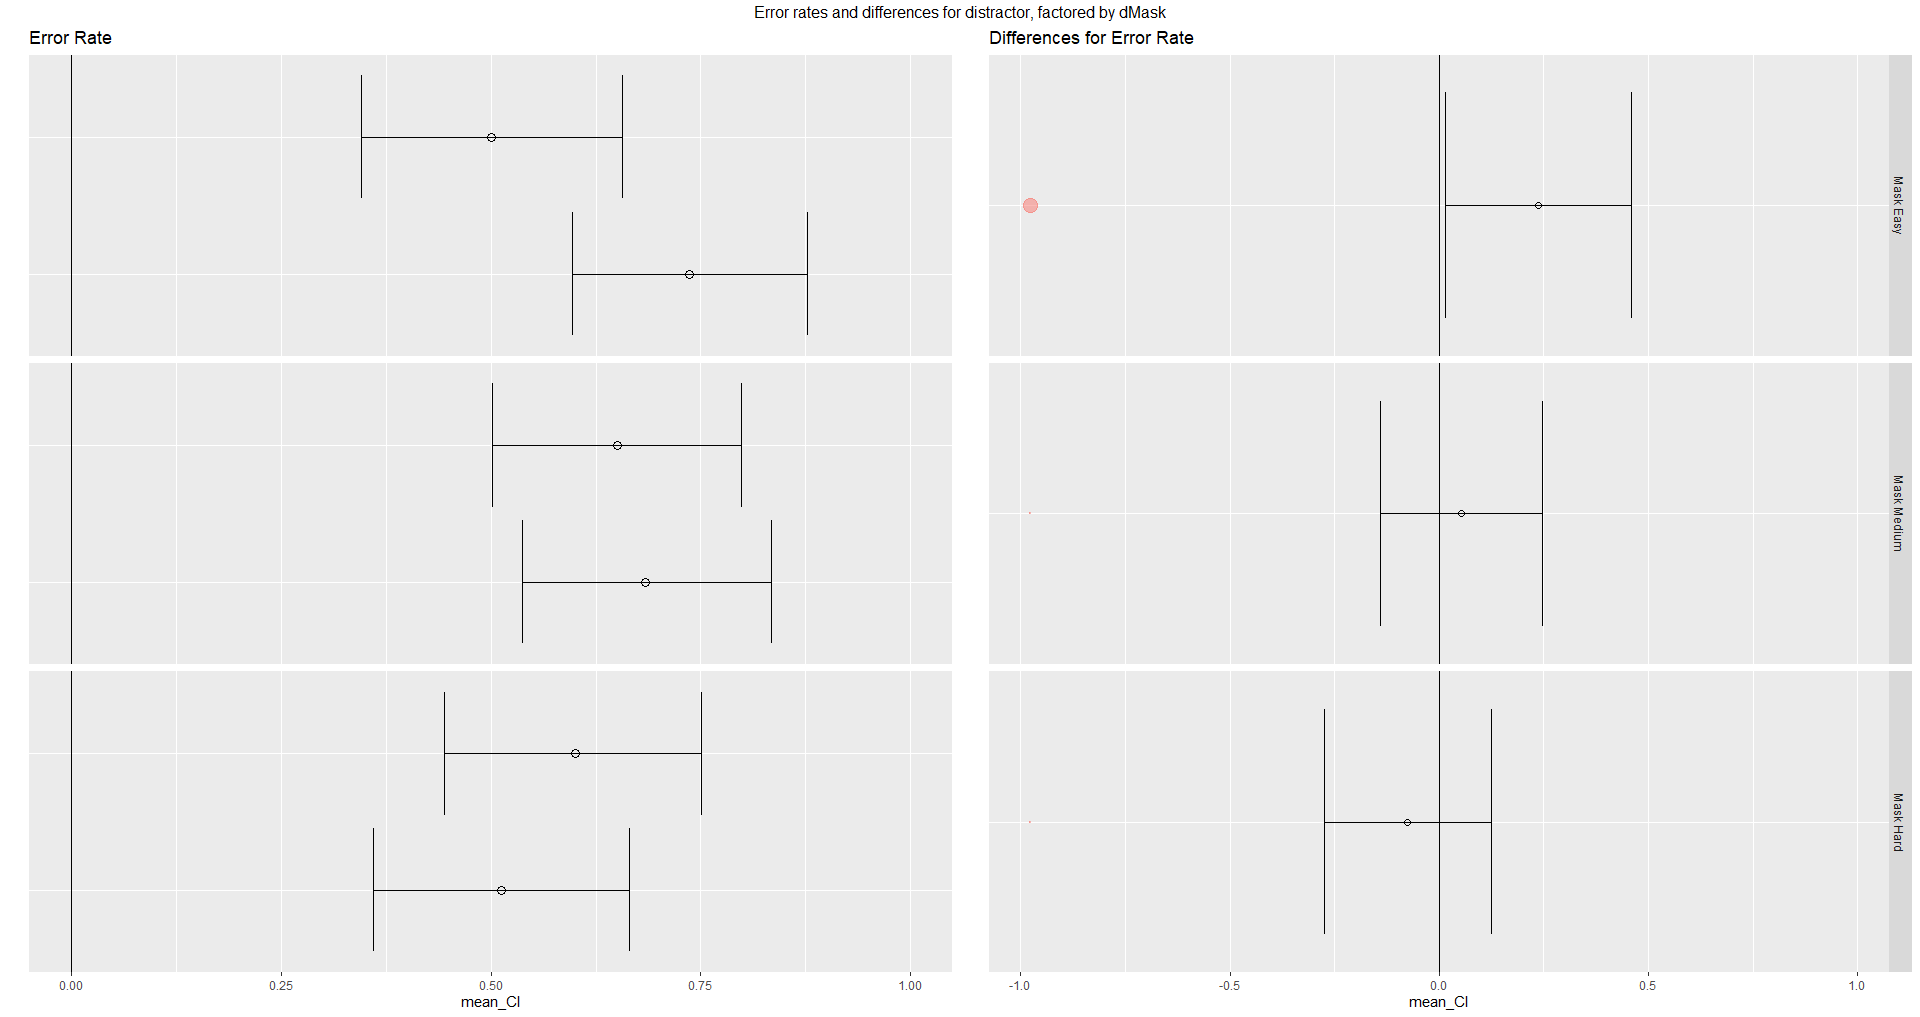 Error rates and differences for distractor, factored by dMask
Error Rate
Differences for Error Rate
Mask Easy
Mask Medium
Mask Hard
0.00 0.25 0.50 0.75 1.00
mean_CI
-1.0 -0.5 0.0 0.5 1.0
mean_CI